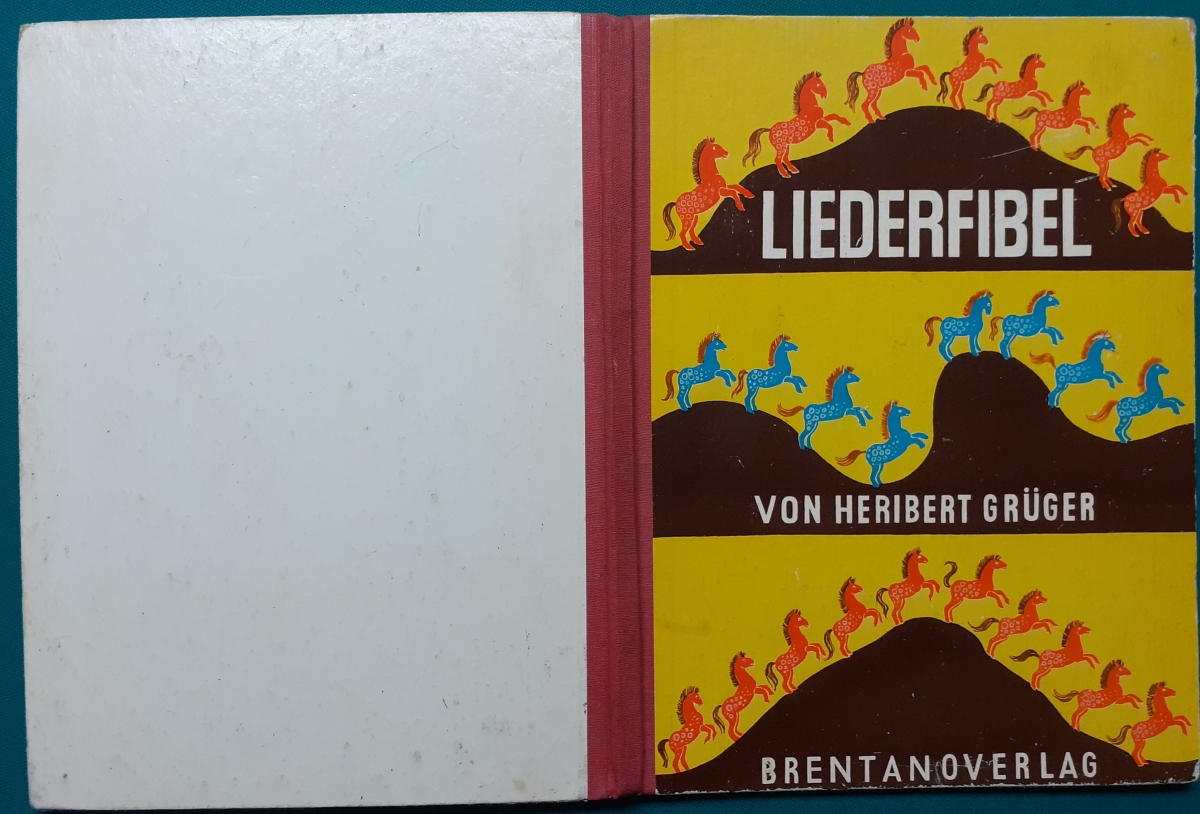 LIEDERFIBEL
VON HERIBERT GRÜGER
BRENTANOVERLAG